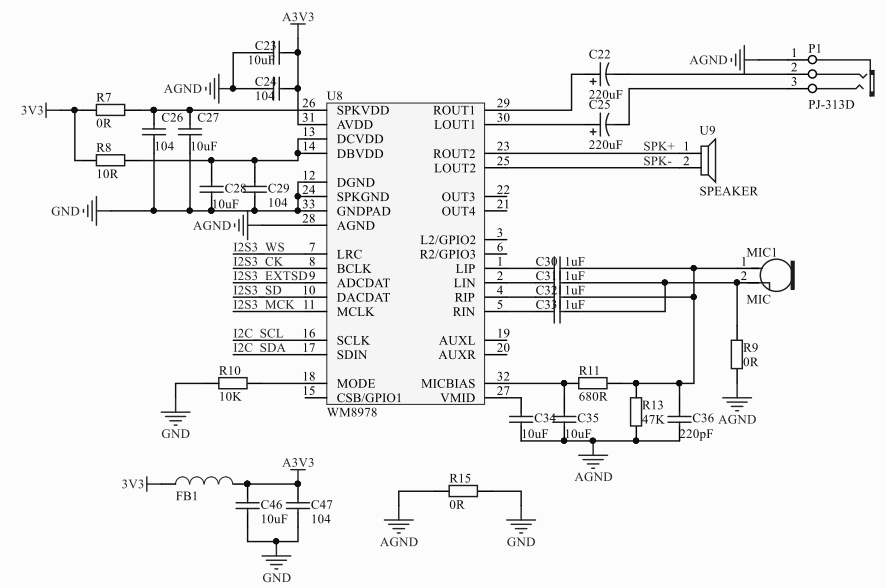 A3V3
C23
10uF
C24
104
AGND
3V3
R7
0R
C26
104
C27
10uF
R8
10R
C28
10uF
C29
104
GND
AGND
U8
26 SPKVDD
31 AVDD
13 DCVDD
14 DBVDD
12 DGND
24 SPKGND
33 GNDPAD
28 AGND
I2S3_WS 7 LRC
I2S3_CK 8 BCLK
I2S3_EXTSD 9 ADCDAT
I2S3_SD 10 DACDAT
I2S3_MCK 11 MCLK
I2C_SCL 16 SCLK
I2C_SDA 17 SDIN
18 MODE
15 CSB/GPIO1
WM8978
R10
10K
GND
ROUT1 29
LOUT1 30
ROUT2 23
LOUT2 25
OUT3 22
OUT4 21
L2/GPIO2 3
R2/GPIO3 6
LIP 1
LIN 2
RIP 4
RIN 5
AUXL 19
AUXR 20
MICBIAS 32
VMID 27
C22
+
220uF
C25
+
220uF
AGND
1
2
3
P1
PJ-313D
SPK+ 1
SPK- 2
U9
SPEAKER
C30 1uF
C31 1uF
C32 1uF
C33 1uF
1
2
MIC1
MIC
R9
0R
AGND
R11
680R
R13
47K
C34
10uF
C35
10uF
C36
220pF
AGND
3V3
FB1
A3V3
C46
10uF
C47
104
GND
R15
0R
AGND
GND